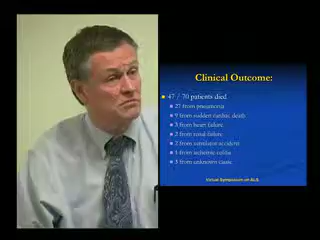 Clinical Outcome:
47 / 70 patients died
27 from pneumonia
9 from sudden cardiac death
3 from heart failure
2 from renal failure
2 from ventilator accident
1 from ischemic colitis
3 from unknown cause
Virtual Symposium on ALS